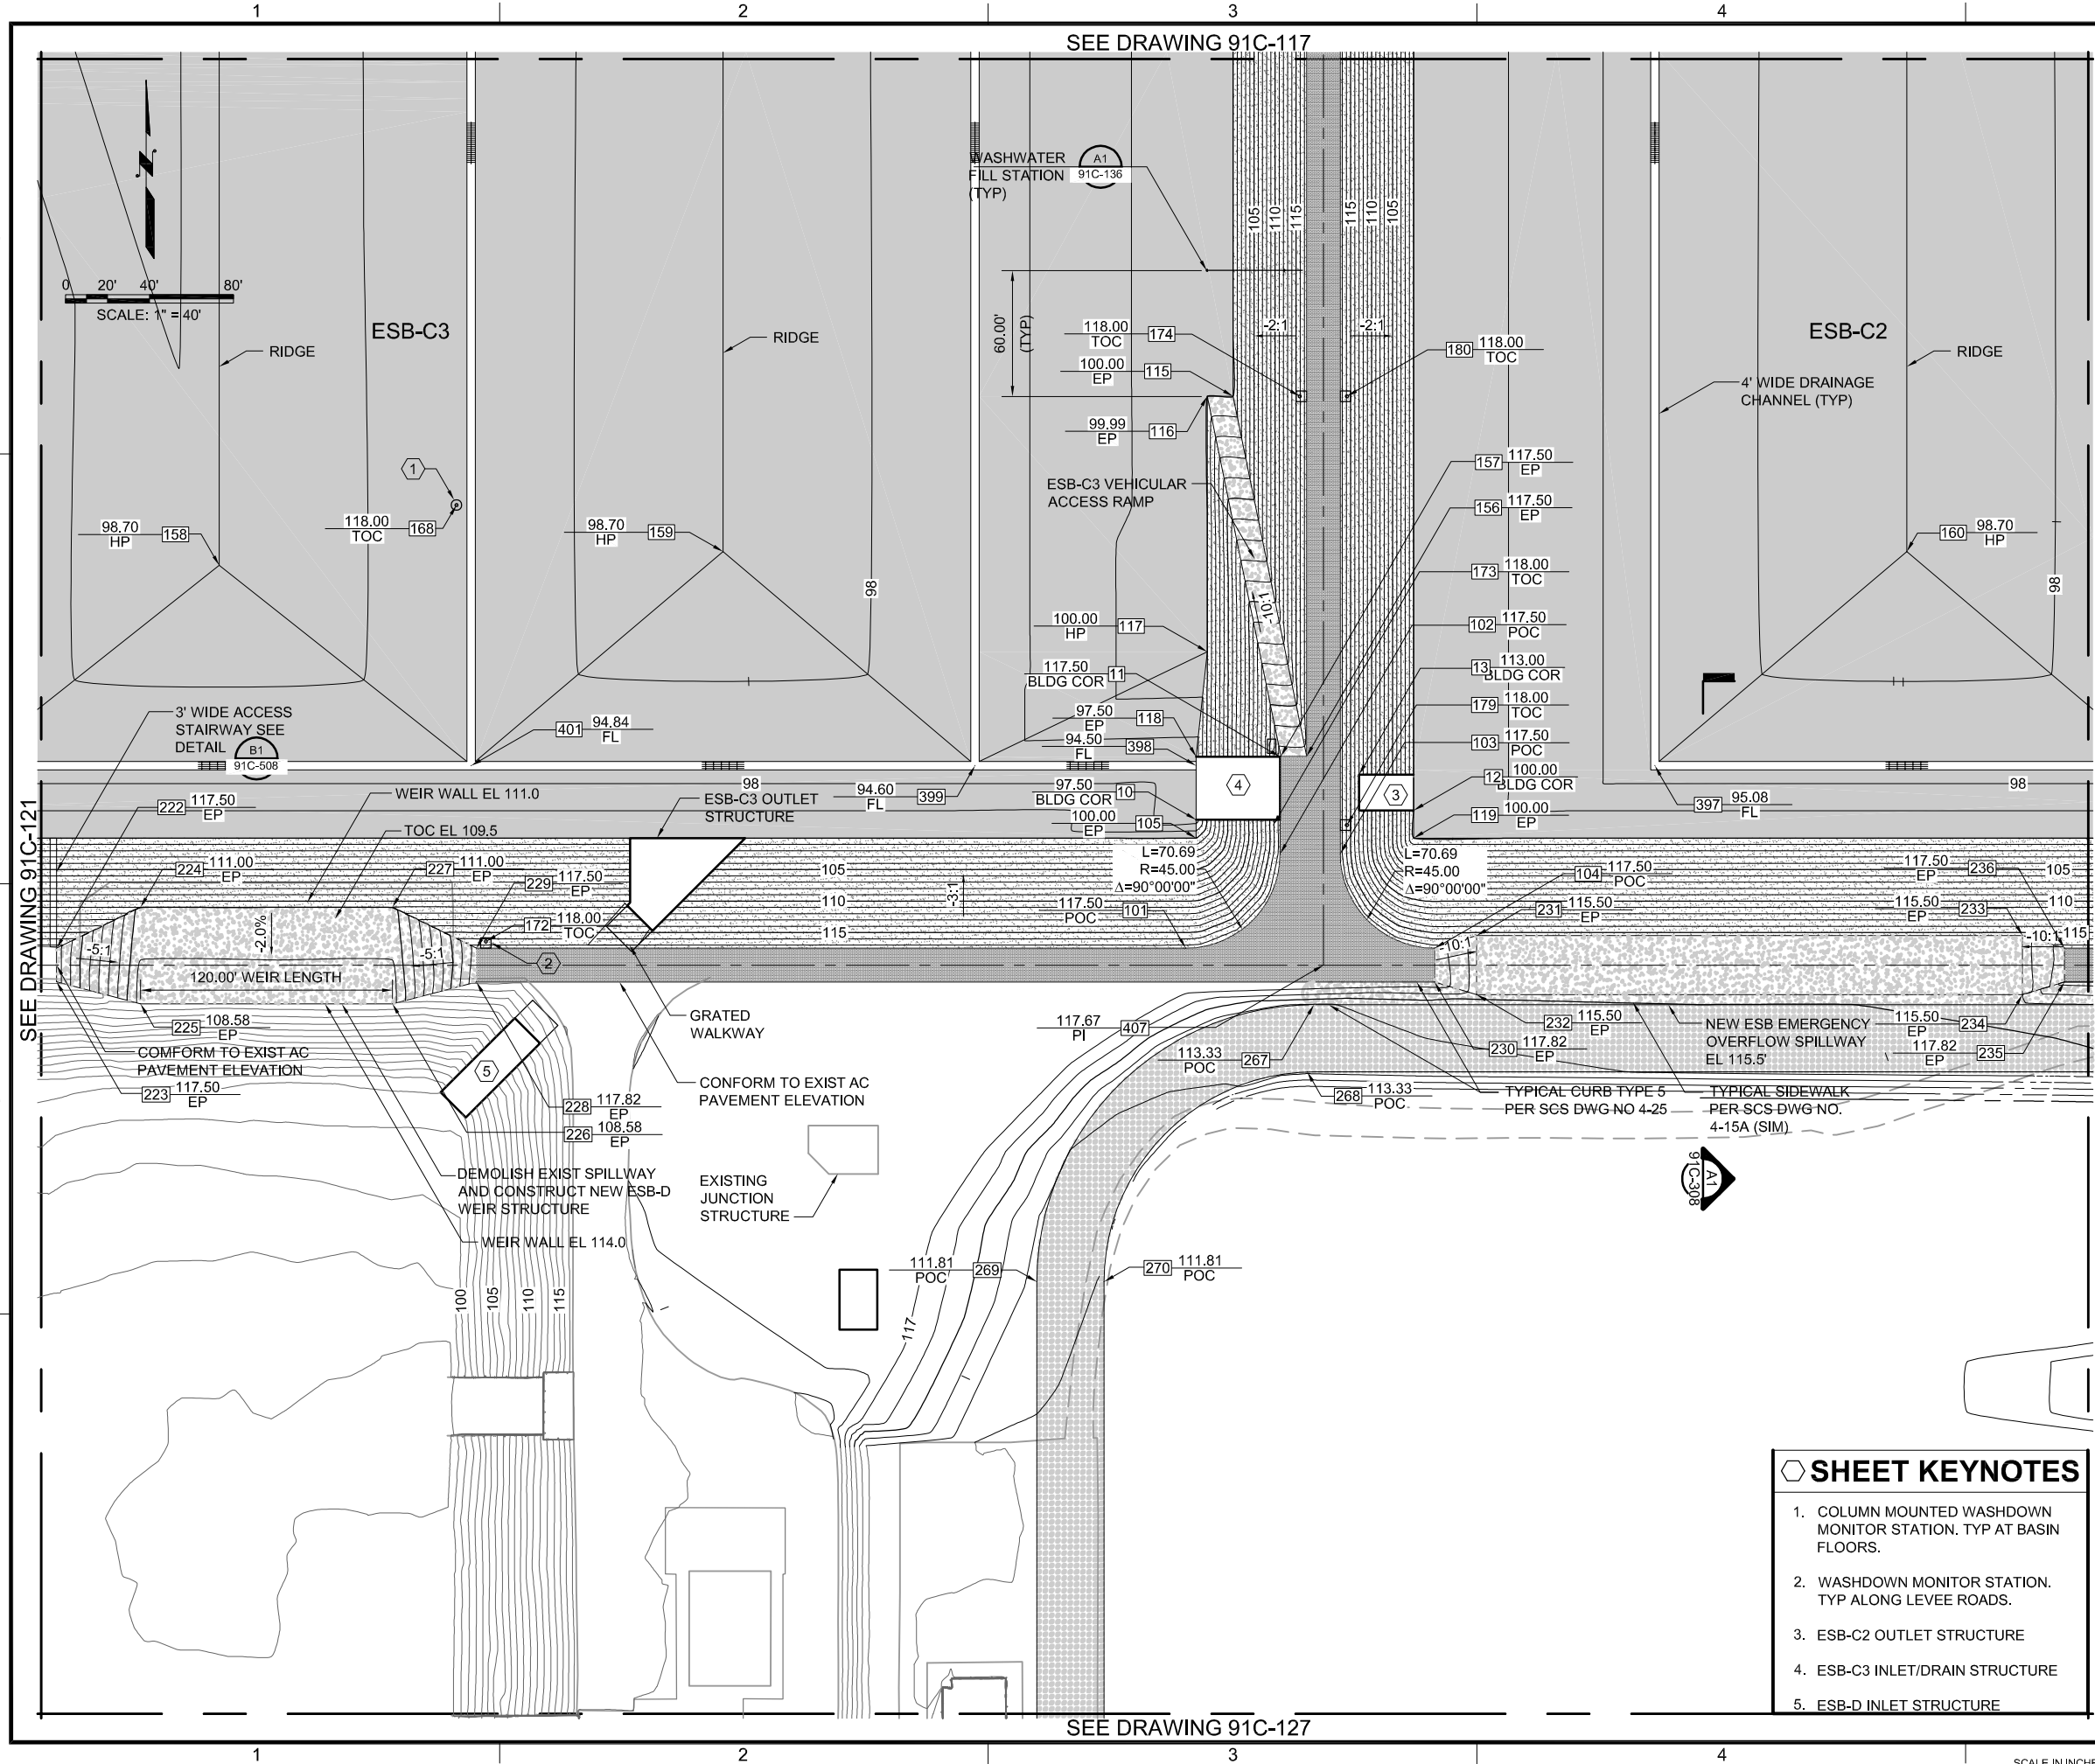 1 2 3 4
SEE DRAWING 91C-117
WASHWATER
FILL STATION
(TYP)
A1
91C-136
105 110 115 115 110 105
0 20' 40' 80'
SCALE: 1" = 40'
ESB-C3
RIDGE
RIDGE
60.00'
(TYP)
118.00
TOC
174
100.00
EP
115
99.99
EP
116
-2:1 -2:1
180 118.00
TOC
ESB-C2
RIDGE
4' WIDE DRAINAGE
CHANNEL (TYP)
ESB-C3 VEHICULAR
ACCESS RAMP
157 117.50
EP
156 117.50
EP
173 118.00
TOC
102 117.50
POC
13 113.00
BLDG COR
179 118.00
TOC
103 117.50
POC
12 100.00
BLDG COR
119 100.00
EP
1
98.70
HP
158
118.00
TOC
168
98.70
HP
159
98
160 98.70
HP
98
-10:1
100.00
HP
117
117.50
BLDG COR
11
97.50
EP
118
94.50
FL
398
97.50
BLDG COR
10
100.00
EP
105
4
3
3' WIDE ACCESS
STAIRWAY SEE
DETAIL
B1
91C-508
401 94.84
FL
98
94.60
FL
399
397 95.08
FL
98
SEE DRAWING 91C-121
222 117.50
EP
WEIR WALL EL 111.0
ESB-C3 OUTLET
STRUCTURE
TOC EL 109.5
224 111.00
EP
227 111.00
EP
229 117.50
EP
172 118.00
TOC
105
110
115
-3:1
L=70.69
R=45.00
Δ=90°00'00"
117.50
POC
101
L=70.69
R=45.00
Δ=90°00'00"
104 117.50
POC
231 115.50
EP
117.50
EP
236
115.50
EP
233
105
110
115
-10:1
-10:1
-5:1
-2.0%
-5:1
120.00' WEIR LENGTH
2
GRATED
WALKWAY
225 108.58
EP
COMFORM TO EXIST AC
PAVEMENT ELEVATION
223 117.50
EP
5
CONFORM TO EXIST AC
PAVEMENT ELEVATION
228 117.82
EP
226 108.58
EP
117.67
PI
407
113.33
POC
267
268 113.33
POC
232 115.50
EP
230 117.82
EP
NEW ESB EMERGENCY
OVERFLOW SPILLWAY
EL 115.5'
115.50
EP
234
117.82
EP
235
TYPICAL CURB TYPE 5
PER SCS DWG NO 4-25
TYPICAL SIDEWALK
PER SCS DWG NO.
4-15A (SIM)
A1
91C-308
DEMOLISH EXIST SPILLWAY
AND CONSTRUCT NEW ESB-D
WEIR STRUCTURE
WEIR WALL EL 114.0
EXISTING
JUNCTION
STRUCTURE
100 105 110 115
111.81
POC
269
270 111.81
POC
117
SHEET KEYNOTES
1. COLUMN MOUNTED WASHDOWN
MONITOR STATION. TYP AT BASIN
FLOORS.
2. WASHDOWN MONITOR STATION.
TYP ALONG LEVEE ROADS.
3. ESB-C2 OUTLET STRUCTURE
4. ESB-C3 INLET/DRAIN STRUCTURE
5. ESB-D INLET STRUCTURE
SEE DRAWING 91C-127
1 2 3 4